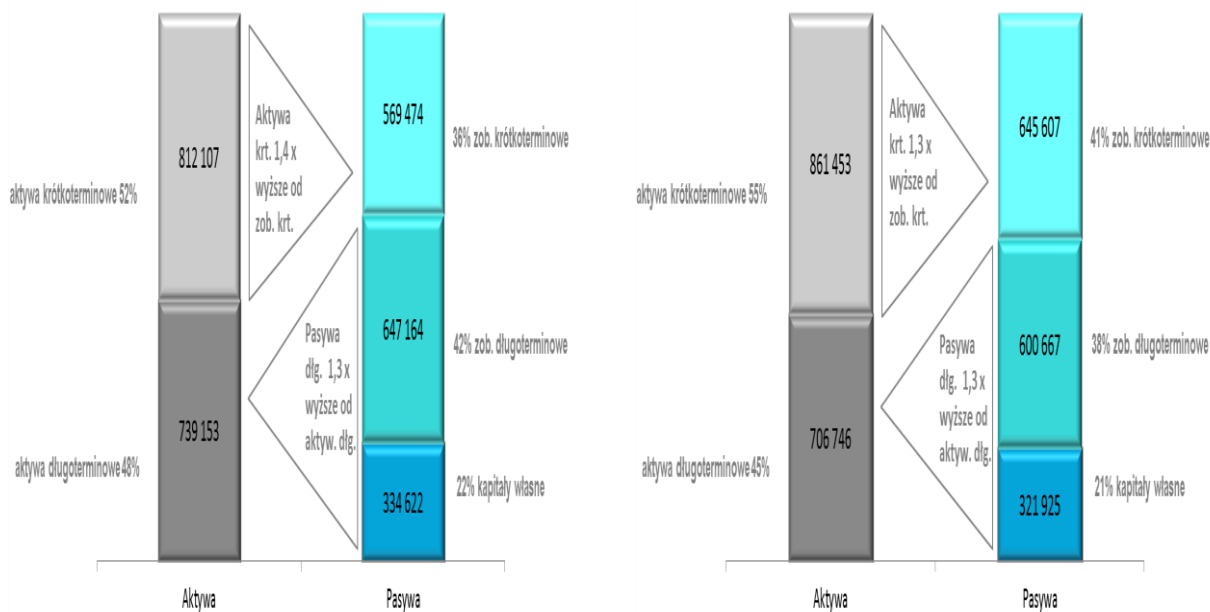 aktywa krótkoterminowe 52%
812 107
Aktywa
krt. 1,4 x
wyższe od
zob. krt.
569 474
36% zob. krótkoterminowe
aktywa długoterminowe 48%
739 153
Pasywa
dłg. 1,3 x
wyższe od
aktyw. dłg.
647 164
42% zob. długoterminowe
334 622
22% kapitały własne
Aktywa
Pasywa
aktywa krótkoterminowe 55%
861 453
Aktywa
krt. 1,3 x
wyższe od
zob. krt.
645 607
41% zob. krótkoterminowe
aktywa długoterminowe 45%
706 746
Pasywa
dłg. 1,3 x
wyższe od
aktyw. dłg.
600 667
38% zob. długoterminowe
321 925
21% kapitały własne
Aktywa
Pasywa